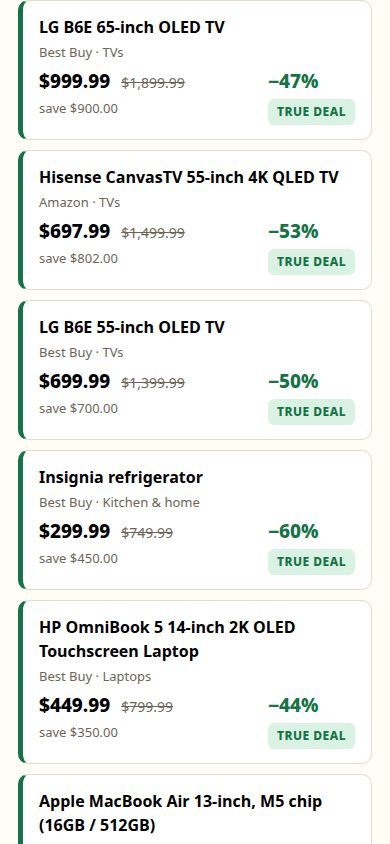 LG B6E 65-inch OLED TV
Best Buy · TVs
$999.99 $1,899.99 −47%
save $900.00 TRUE DEAL
Hisense CanvasTV 55-inch 4K QLED TV
Amazon · TVs
$697.99 $1,499.99 −53%
save $802.00 TRUE DEAL
LG B6E 55-inch OLED TV
Best Buy · TVs
$699.99 $1,399.99 −50%
save $700.00 TRUE DEAL
Insignia refrigerator
Best Buy · Kitchen & home
$299.99 $749.99 −60%
save $450.00 TRUE DEAL
HP OmniBook 5 14-inch 2K OLED
Touchscreen Laptop
Best Buy · Laptops
$449.99 $799.99 −44%
save $350.00 TRUE DEAL
Apple MacBook Air 13-inch, M5 chip
(16GB / 512GB)